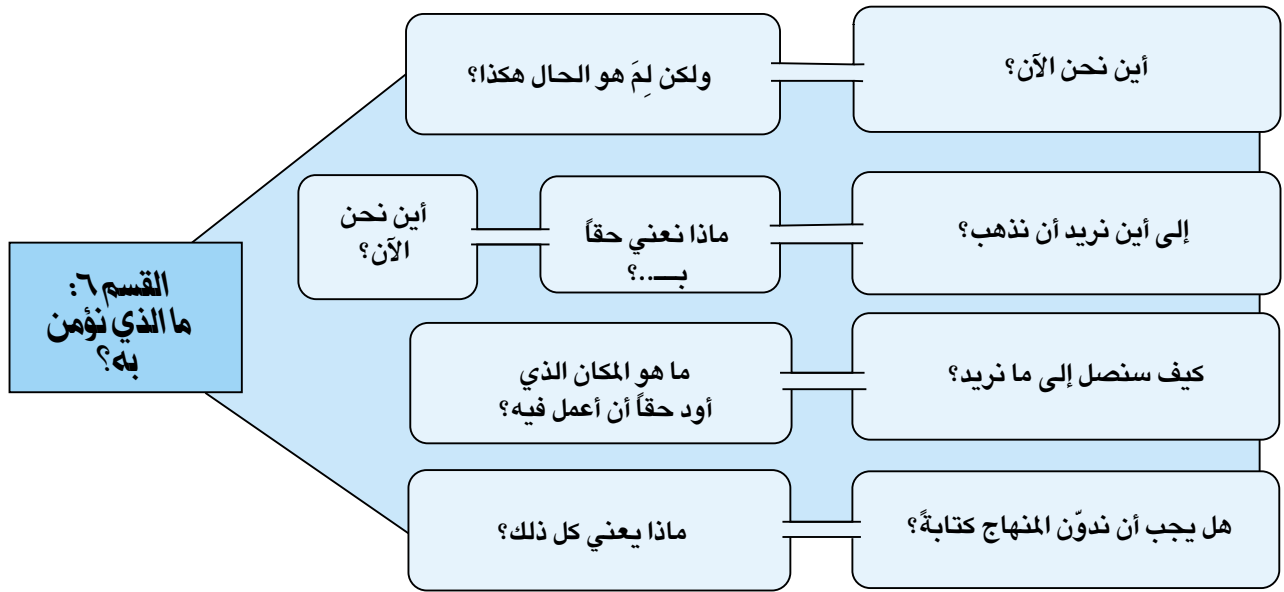 أين نحن الآن؟
ولكن لِمَ هو الحال هكذا؟
إلى أين نريد أن نذهب؟
ماذا نعني حقاً
بـــ..؟
أين نحن
الآن؟
القسم ٦:
ما الذي نؤمن
به؟
كيف سنصل إلى ما نريد؟
ما هو المكان الذي
أود حقاً أن أعمل فيه؟
هل يجب أن ندوّن المنهاج كتابةً؟
ماذا يعني كل ذلك؟